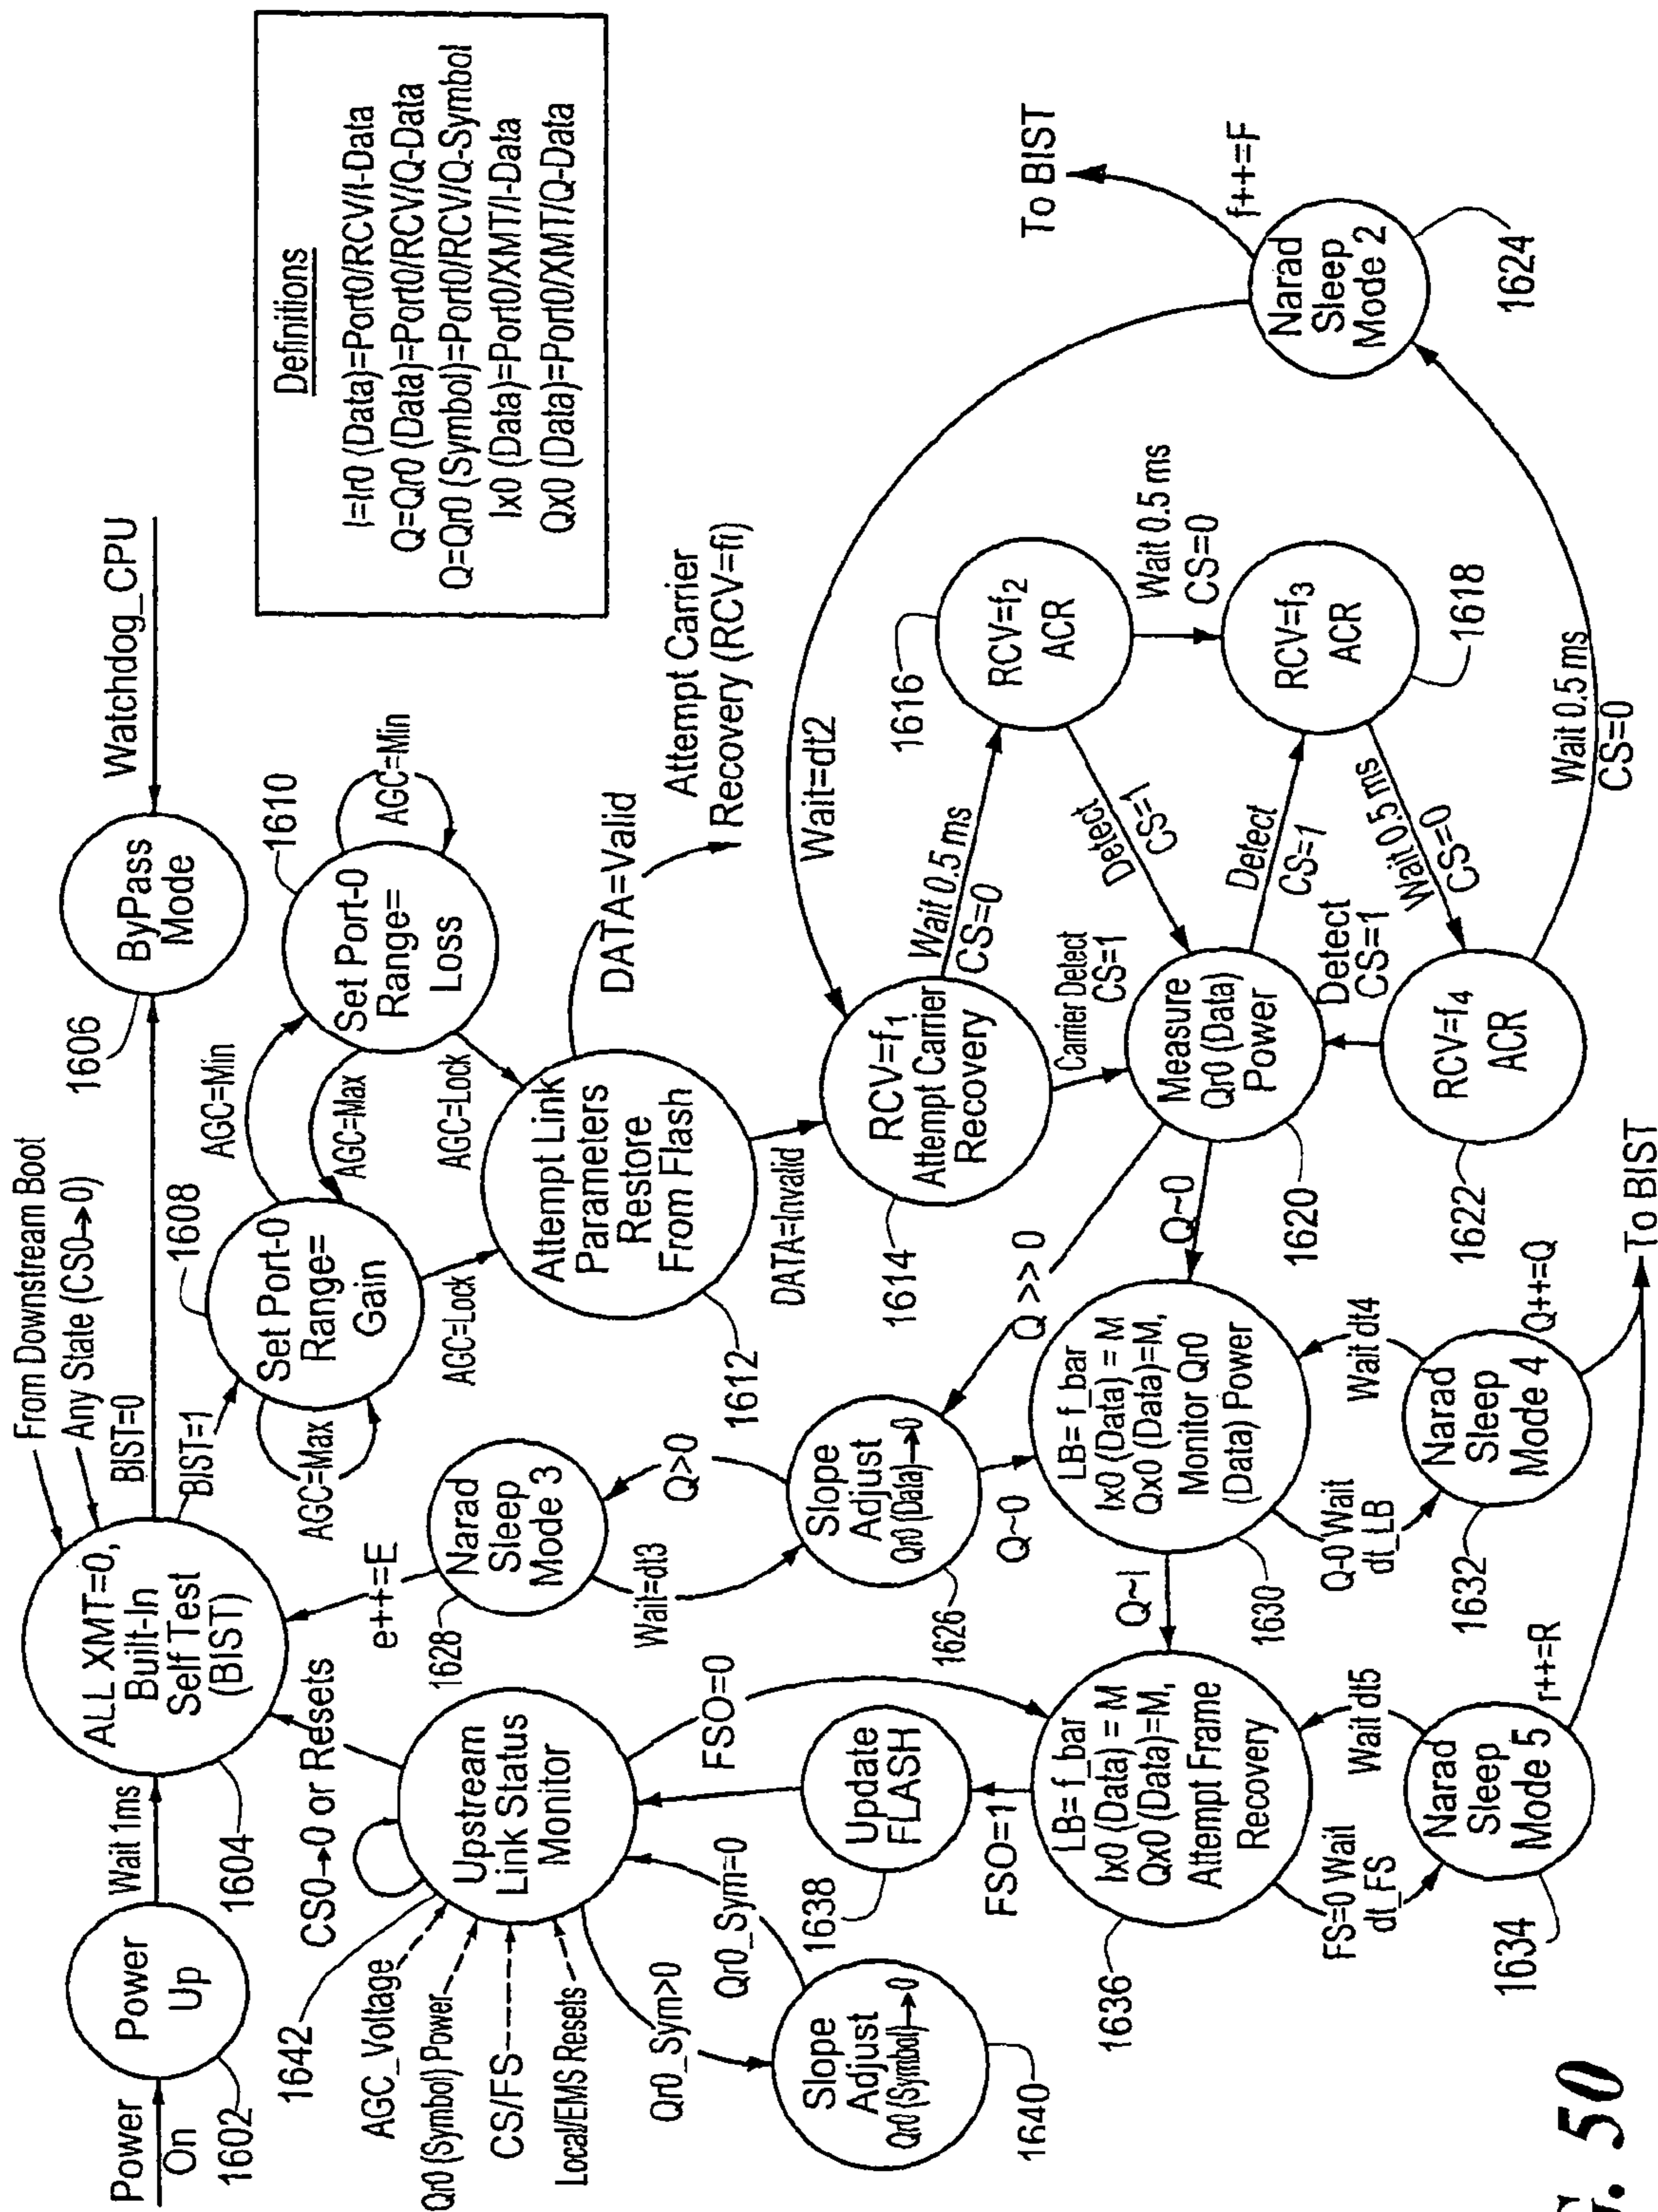 Power
On
1602
Power
Up
Wait 1ms
1604
ALL XMT=0,
Built-In
Self Test
(BIST)
From Downstream Boot
Any State (CS0→0)
BIST=0
BIST=1
1606
ByPass
Mode
Watchdog_CPU
1608
Set Port-0
Range=
Gain
AGC=Max
AGC=Min
AGC=Max
1610
Set Port-0
Range=
Loss
AGC=Min
AGC=Lock
AGC=Lock
1612
Attempt Link
Parameters
Restore
From Flash
DATA=Valid
Attempt Carrier
Recovery (RCV=fi)
DATA=Invalid
Definitions
I=Ir0 (Data)=Port0/RCV/I-Data
Q=Qr0 (Data)=Port0/RCV/Q-Data
Q=Qr0 (Symbol)=Port0/RCV/Q-Symbol
Ix0 (Data)=Port0/XMT/I-Data
Qx0 (Data)=Port0/XMT/Q-Data
1642
CS0→0 or Resets
AGC_Voltage
Qr0 (Symbol) Power
CS/FS
Local/EMS Resets
Upstream
Link Status
Monitor
e++=E
1628
Narad
Sleep
Mode 3
Wait=dt3
Q>0
1626
Slope
Adjust
Qr0 (Data)→0
Q~0
Q >> 0
1614
RCV=f1
Attempt Carrier
Recovery
Wait=dt2
Wait 0.5 ms
CS=0
Carrier Detect
CS=1
1616
RCV=f2
ACR
Wait 0.5 ms
CS=0
Detect
CS=1
RCV=f3
ACR
1618
Detect
CS=1
Wait 0.5 ms
CS=0
Measure
Qr0 (Data)
Power
1620
Q~0
Detect
CS=1
RCV=f4
ACR
1622
Wait 0.5 ms
CS=0
Narad
Sleep
Mode 2
1624
f++=F
To BIST
Qr0_Sym>0
Qr0_Sym=0
Slope
Adjust
Qr0 (Symbol)→0
1640
1638
Update
FLASH
FSO=0
FSO=1
1636
LB= f_bar
Ix0 (Data) = M
Qx0 (Data)=M,
Attempt Frame
Recovery
Q~I
1630
LB= f_bar
Ix0 (Data) = M
Qx0 (Data)=M,
Monitor Qr0
(Data) Power
FS=0 Wait
dt_FS
Wait dt5
1634
Narad
Sleep
Mode 5
r++=R
Q-0 Wait
dt_LB
Wait dt4
1632
Narad
Sleep
Mode 4
Q++=Q
To BIST
G. 50